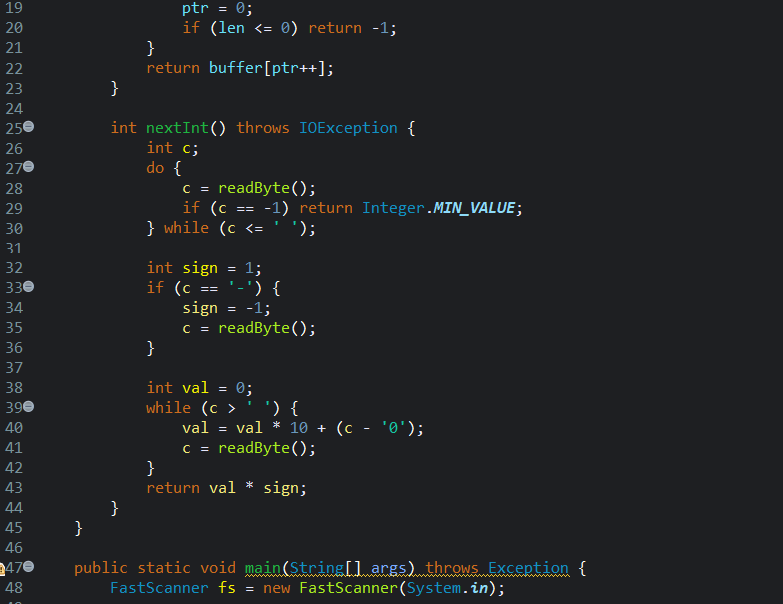 19                ptr = 0;
20                if (len <= 0) return -1;
21            }
22            return buffer[ptr++];
23        }
24
25        int nextInt() throws IOException {
26            int c;
27            do {
28                c = readByte();
29                if (c == -1) return Integer.MIN_VALUE;
30            } while (c <= ' ');
31
32            int sign = 1;
33            if (c == '-') {
34                sign = -1;
35                c = readByte();
36            }
37
38            int val = 0;
39            while (c > ' ') {
40                val = val * 10 + (c - '0');
41                c = readByte();
42            }
43            return val * sign;
44        }
45    }
46
47    public static void main(String[] args) throws Exception {
48        FastScanner fs = new FastScanner(System.in);